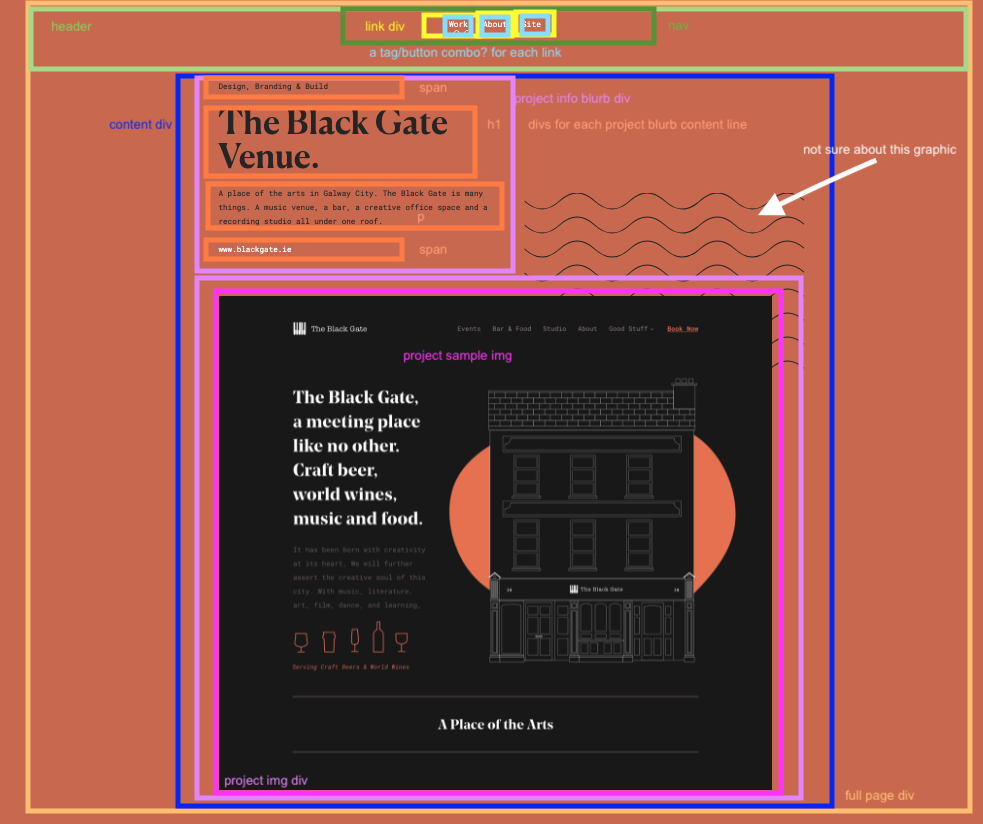 header
link div
Work
About
Site
nav
a tag/button combo? for each link
Design, Branding & Build
span
project info blurb div
content div
The Black Gate
Venue.
h1
divs for each project blurb content line
not sure about this graphic
A place of the arts in Galway City. The Black Gate is many
things. A music venue, a bar, a creative office space and a
recording studio all under one roof.
p
www.blackgate.ie
span
The Black Gate
Events
Bar & Food
Studio
About
Good Stuff
Book Now
project sample img
The Black Gate,
a meeting place
like no other.
Craft beer,
world wines,
music and food.
It has been born with creativity
at its heart, We will further
assert the creative soul of this
city. With music, literature,
art, film, dance, and learning,
The Black Gate
Serving Craft Beers & World Wines
A Place of the Arts
project img div
full page div